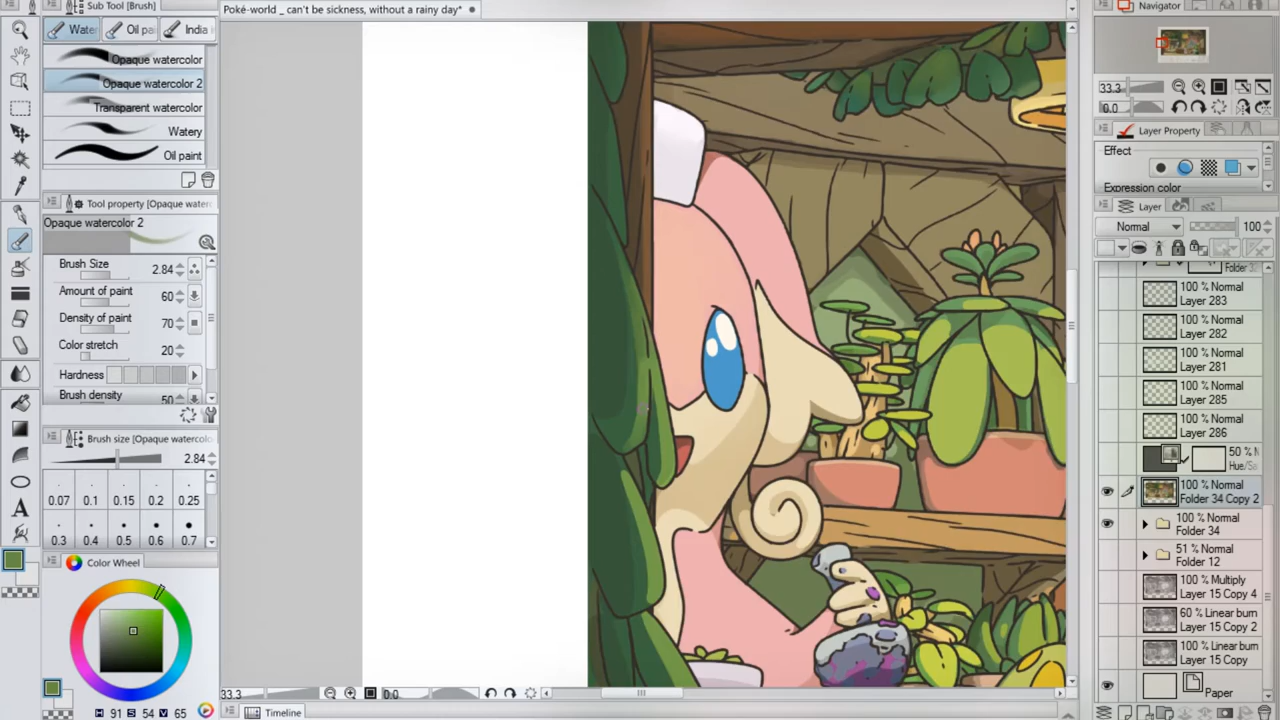 Sub Tool [Brush]
Poké-world _ can't be sickness, without a rainy day*
Navigator
Water
Oil pa
India i
Opaque watercolor
Opaque watercolor 2
Transparent watercolor
Watery
Oil paint
33.3
0.0
Layer Property
Effect
Expression color
Tool property [Opaque water
Opaque watercolor 2
Layer
Normal
100
Brush Size
2.84
Amount of paint
60
Density of paint
70
Color stretch
20
Hardness
Brush density
50
Folder
100 % Normal
Layer 283
100 % Normal
Layer 282
100 % Normal
Layer 281
100 % Normal
Layer 285
100 % Normal
Layer 286
50 % N
Hue/Sa
100 % Normal
Folder 34 Copy 2
100 % Normal
Folder 34
51 % Normal
Folder 12
100 % Multiply
Layer 15 Copy 4
60 % Linear burn
Layer 15 Copy 2
100 % Linear burn
Layer 15 Copy
Paper
Brush size [Opaque watercolo
2.84
0.07
0.1
0.15
0.2
0.25
0.3
0.4
0.5
0.6
0.7
Color Wheel
H 91 S 54 V 65
33.3
0.0
Timeline